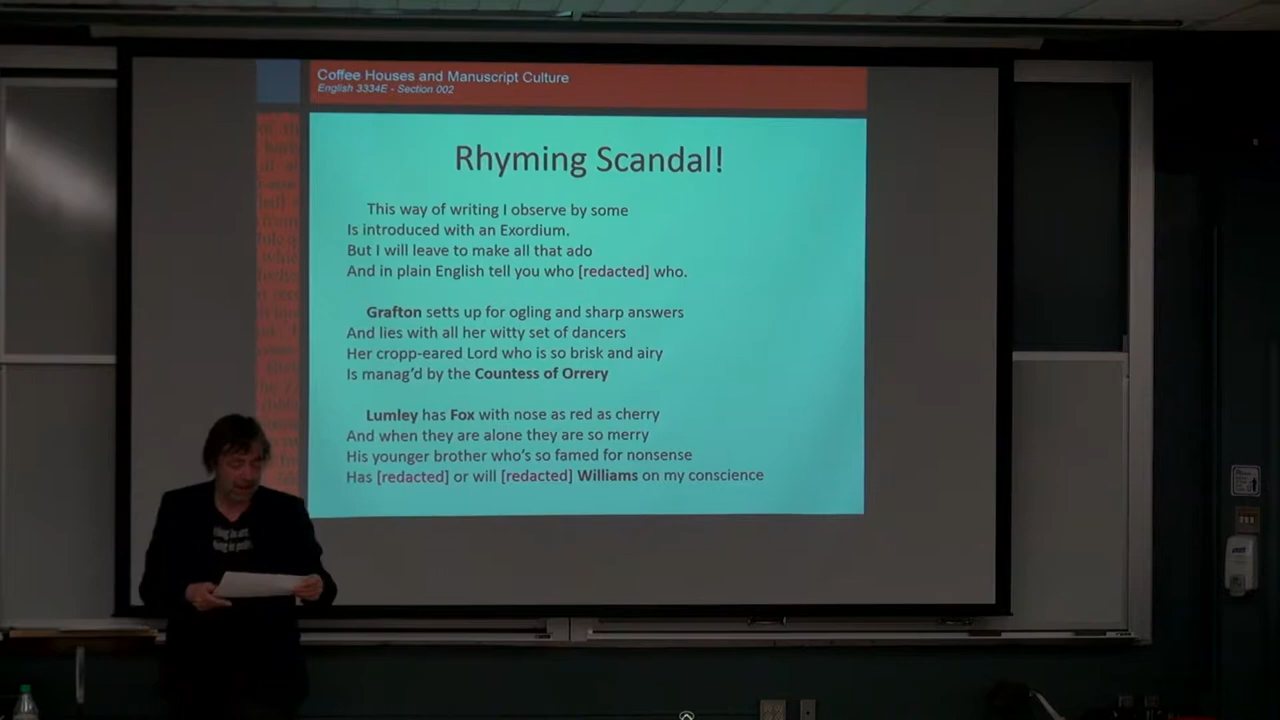 Coffee Houses and Manuscript Culture
English 3334E - Section 002
Rhyming Scandal!
This way of writing I observe by some
Is introduced with an Exordium.
But I will leave to make all that ado
And in plain English tell you who [redacted] who.
Grafton setts up for ogling and sharp answers
And lies with all her witty set of dancers
Her cropp-eared Lord who is so brisk and airy
Is manag'd by the Countess of Orrery
Lumley has Fox with nose as red as cherry
And when they are alone they are so merry
His younger brother who's so famed for nonsense
Has [redacted] or will [redacted] Williams on my conscience